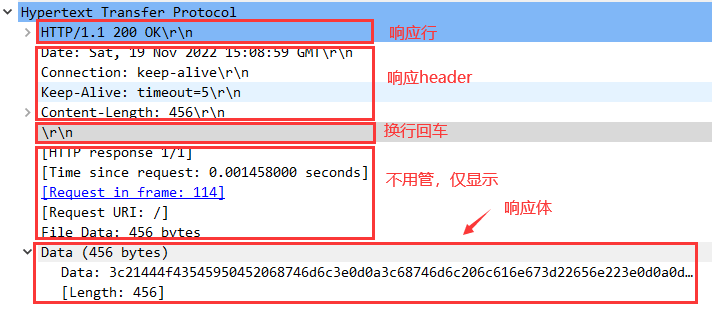 Hypertext Transfer Protocol
HTTP/1.1 200 OK\r\n
响应行
Date: Sat, 19 Nov 2022 15:08:59 GMT\r\n
Connection: keep-alive\r\n
响应header
Keep-Alive: timeout=5\r\n
Content-Length: 456\r\n
\r\n
换行回车
[HTTP response 1/1]
[Time since request: 0.001458000 seconds]
不用管，仅显示
[Request in frame: 114]
[Request URI: /]
响应体
File Data: 456 bytes
Data (456 bytes)
Data: 3c21444f43545950452068746d6c3e0d0a3c68746d6c206c616e673d22656e223e0d0a0d…
[Length: 456]